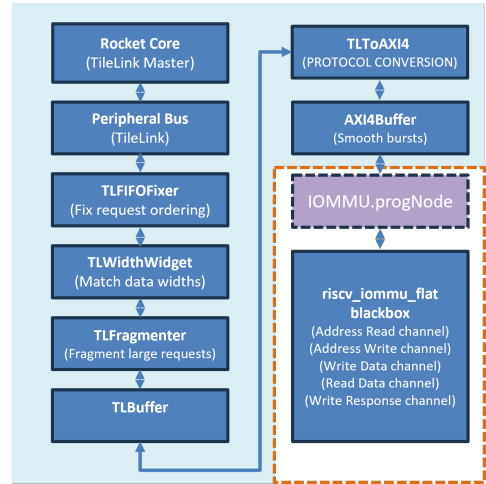 Rocket Core
(TileLink Master)
Peripheral Bus
(TileLink)
TLFIFOFixer
(Fix request ordering)
TLWidthWidget
(Match data widths)
TLFragmenter
(Fragment large requests)
TLBuffer
TLToAXI4
(PROTOCOL CONVERSION)
AXI4Buffer
(Smooth bursts)
IOMMU.progNode
riscv_iommu_flat
blackbox
(Address Read channel)
(Address Write channel)
(Write Data channel)
(Read Data channel)
(Write Response channel)